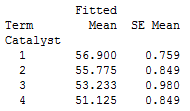 Fitted
Term Mean SE Mean
Catalyst
1 56.900 0.759
2 55.775 0.849
3 53.233 0.980
4 51.125 0.849